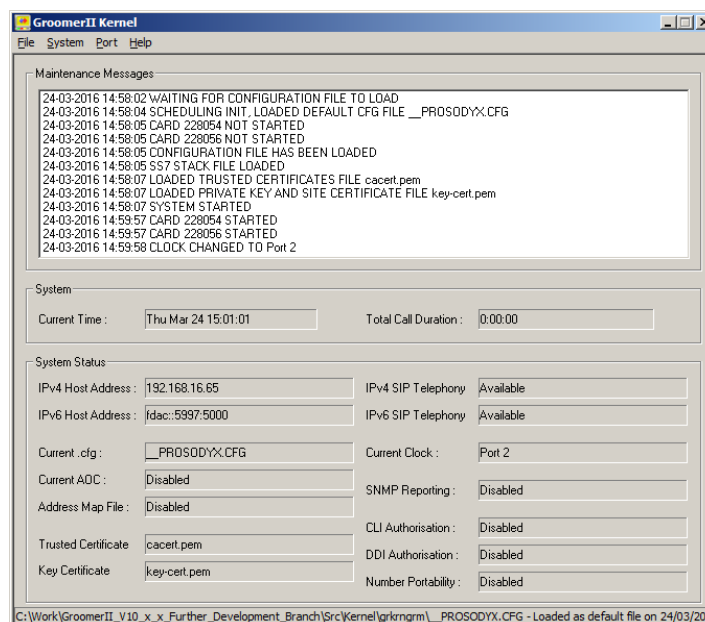 GroomerII Kernel
File System Port Help
Maintenance Messages
24-03-2016 14:58:02 WAITING FOR CONFIGURATION FILE TO LOAD
24-03-2016 14:58:04 SCHEDULING INIT, LOADED DEFAULT CFG FILE __PROSODYX.CFG
24-03-2016 14:58:05 CARD 228054 NOT STARTED
24-03-2016 14:58:05 CARD 228056 NOT STARTED
24-03-2016 14:58:05 CONFIGURATION FILE HAS BEEN LOADED
24-03-2016 14:58:05 SS7 STACK FILE LOADED
24-03-2016 14:58:07 LOADED TRUSTED CERTIFICATES FILE cacert.pem
24-03-2016 14:58:07 LOADED PRIVATE KEY AND SITE CERTIFICATE FILE key-cert.pem
24-03-2016 14:58:07 SYSTEM STARTED
24-03-2016 14:59:57 CARD 228054 STARTED
24-03-2016 14:59:57 CARD 228056 STARTED
24-03-2016 14:59:58 CLOCK CHANGED TO Port 2
System
Current Time : Thu Mar 24 15:01:01 Total Call Duration : 0:00:00
System Status
IPv4 Host Address : 192.168.16.65 IPv4 SIP Telephony Available
IPv6 Host Address : fdac::5997:5000 IPv6 SIP Telephony Available
Current .cfg : __PROSODYX.CFG Current Clock : Port 2
Current AOC : Disabled
SNMP Reporting : Disabled
Address Map File : Disabled
CLI Authorisation : Disabled
Trusted Certificate cacert.pem
DDI Authorisation : Disabled
Key Certificate key-cert.pem
Number Portability : Disabled
C:\Work\GroomerII_V10_x_x_Further_Development_Branch\Src\Kernel\grkrngrm\__PROSODYX.CFG - Loaded as default file on 24/03/20